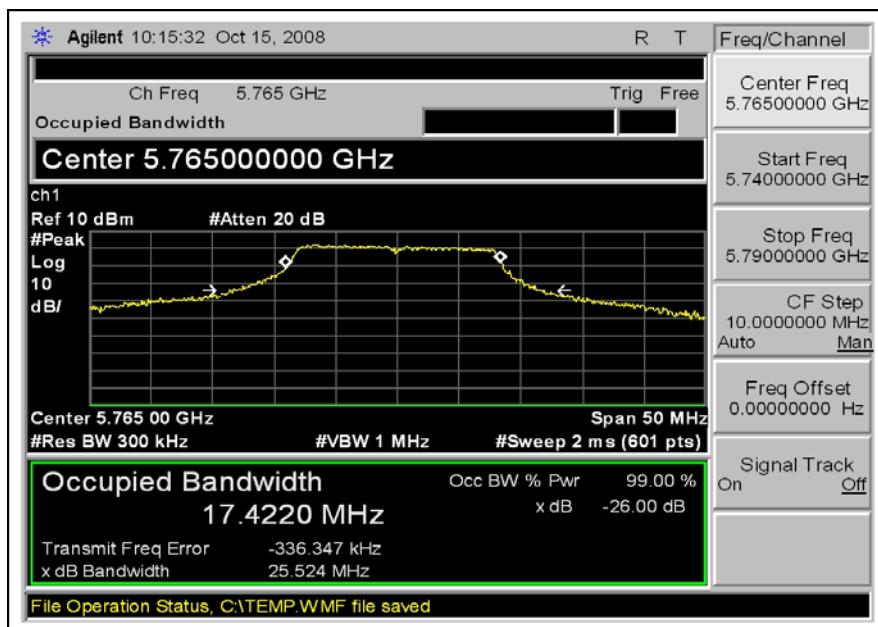 Agilent 10:15:32 Oct 15, 2008 R T
Freq/Channel
Ch Freq 5.765 GHz Trig Free
Occupied Bandwidth
Center 5.765000000 GHz
ch1
Ref 10 dBm #Atten 20 dB
#Peak
Log
10
dB/
Center 5.765 00 GHz Span 50 MHz
#Res BW 300 kHz #VBW 1 MHz #Sweep 2 ms (601 pts)
Occupied Bandwidth Occ BW % Pwr 99.00 %
17.4220 MHz x dB -26.00 dB
Transmit Freq Error -336.347 kHz
x dB Bandwidth 25.524 MHz
File Operation Status, C:\TEMP.WMF file saved
Center Freq
5.76500000 GHz
Start Freq
5.74000000 GHz
Stop Freq
5.79000000 GHz
CF Step
10.0000000 MHz
Auto Man
Freq Offset
0.00000000 Hz
Signal Track
On Off